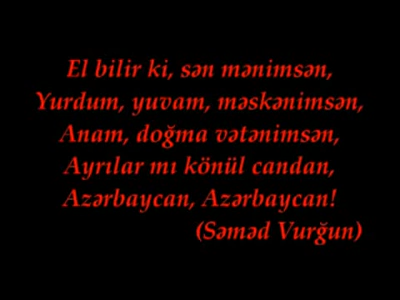 El bilir ki, sən mənimsən,
Yurdum, yuvam, məskənimsən,
Anam, doğma vətənimsən,
Ayrılar mı könül candan,
Azərbaycan, Azərbaycan!
(Səməd Vurğun)